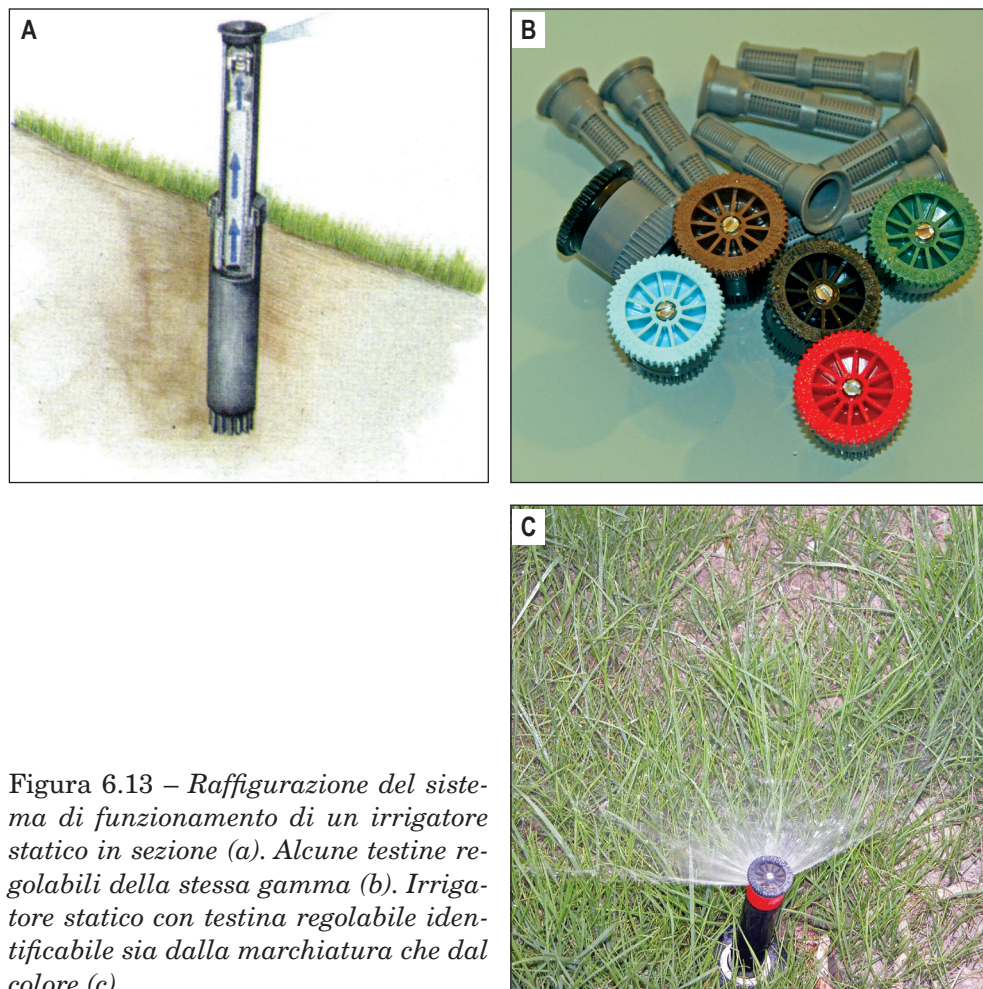 A
B
C
Figura 6.13 – Raffigurazione del siste-
ma di funzionamento di un irrigatore
statico in sezione (a). Alcune testine re-
golabili della stessa gamma (b). Irriga-
tore statico con testina regolabile iden-
tificabile sia dalla marchiatura che dal
colore (c)